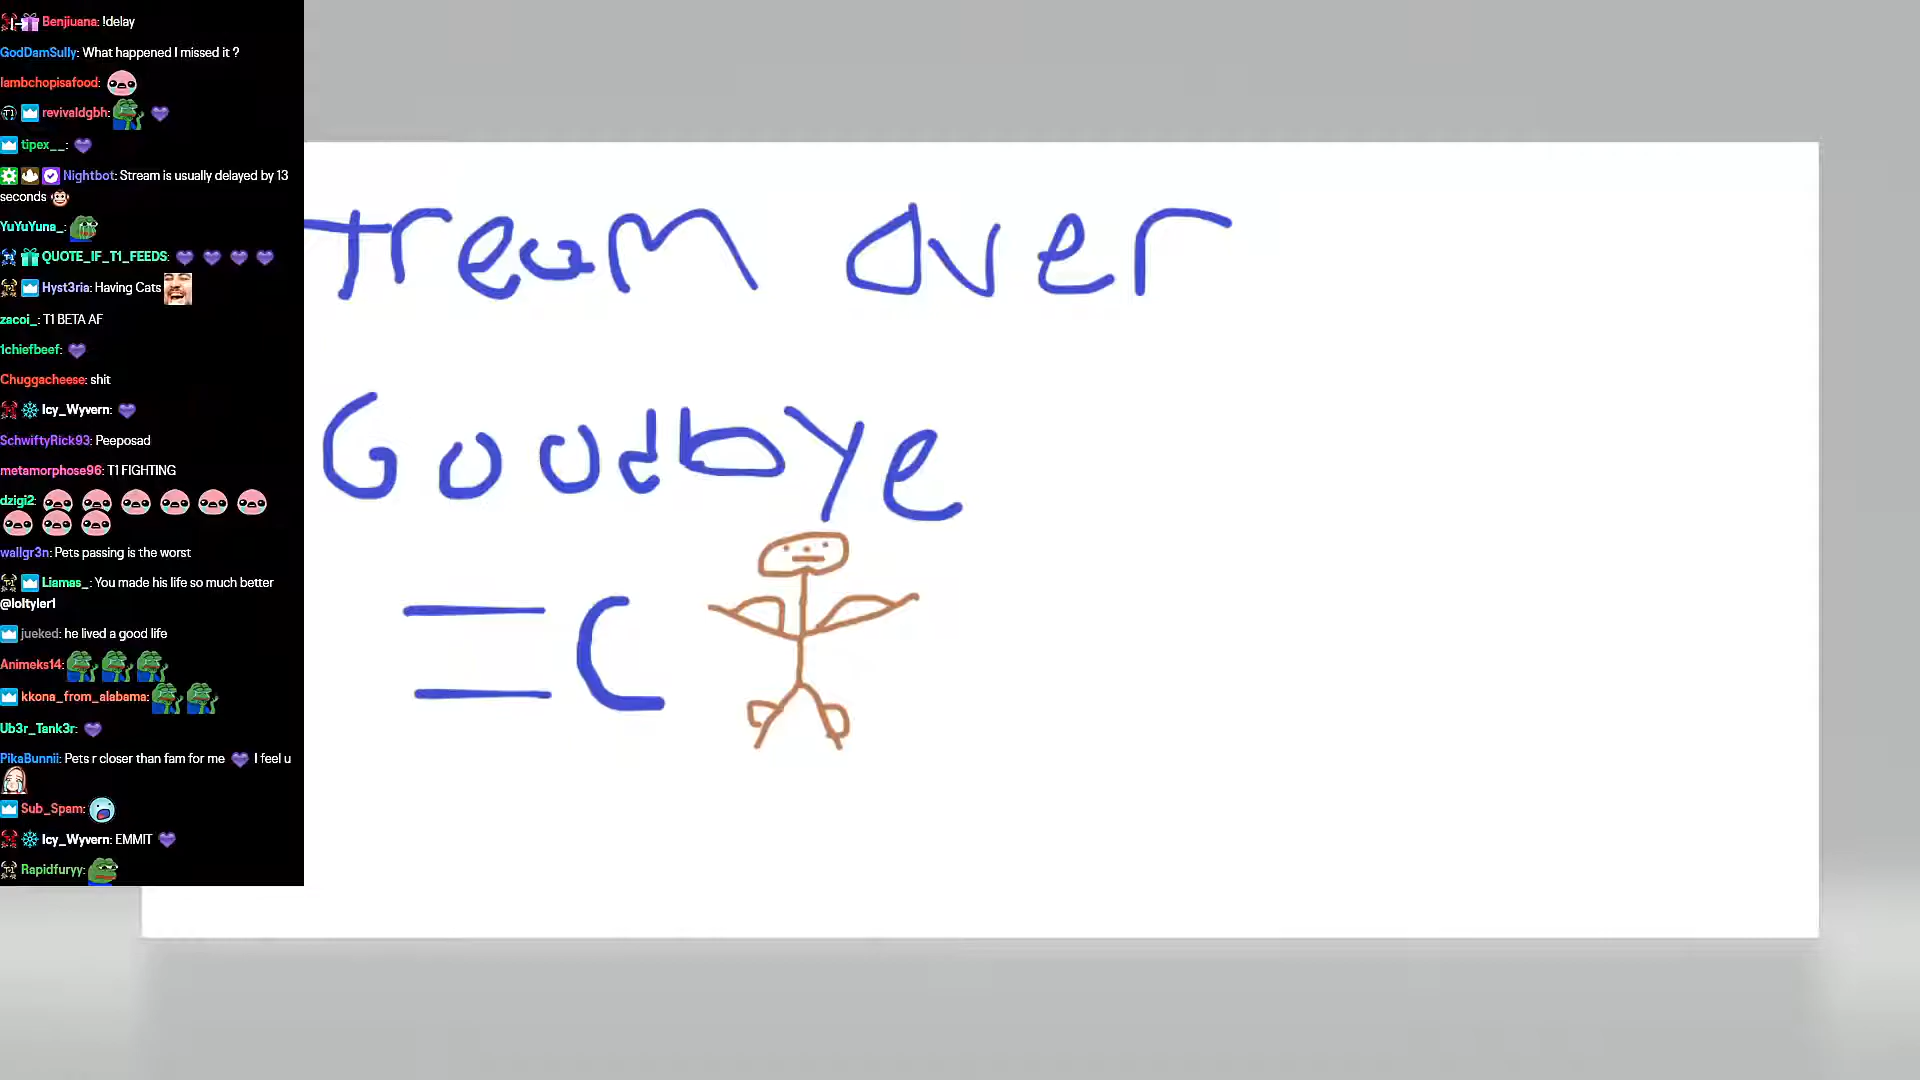 Benjiuana: !delay
GodDamSully: What happened I missed it ?
lambchopisafood:
revivaldgbh:
tipex__:
Nightbot: Stream is usually delayed by 13
seconds
YuYuYuna_:
QUOTE_IF_T1_FEEDS:
Hyst3ria: Having Cats
zacoi_: T1 BETA AF
1chiefbeef:
Chuggacheese: shit
Icy_Wyvern:
SchwiftyRick93: Peeposad
metamorphose96: T1 FIGHTING
dzigi2:
wallgr3n: Pets passing is the worst
Liamas_: You made his life so much better
@loltyler1
jueked: he lived a good life
Animeks14:
kkona_from_alabama:
Ub3r_Tank3r:
PikaBunnii: Pets r closer than fam for me I feel u
Sub_Spam:
Icy_Wyvern: EMMIT
Rapidfuryy:
tream over
Goodbye
=C